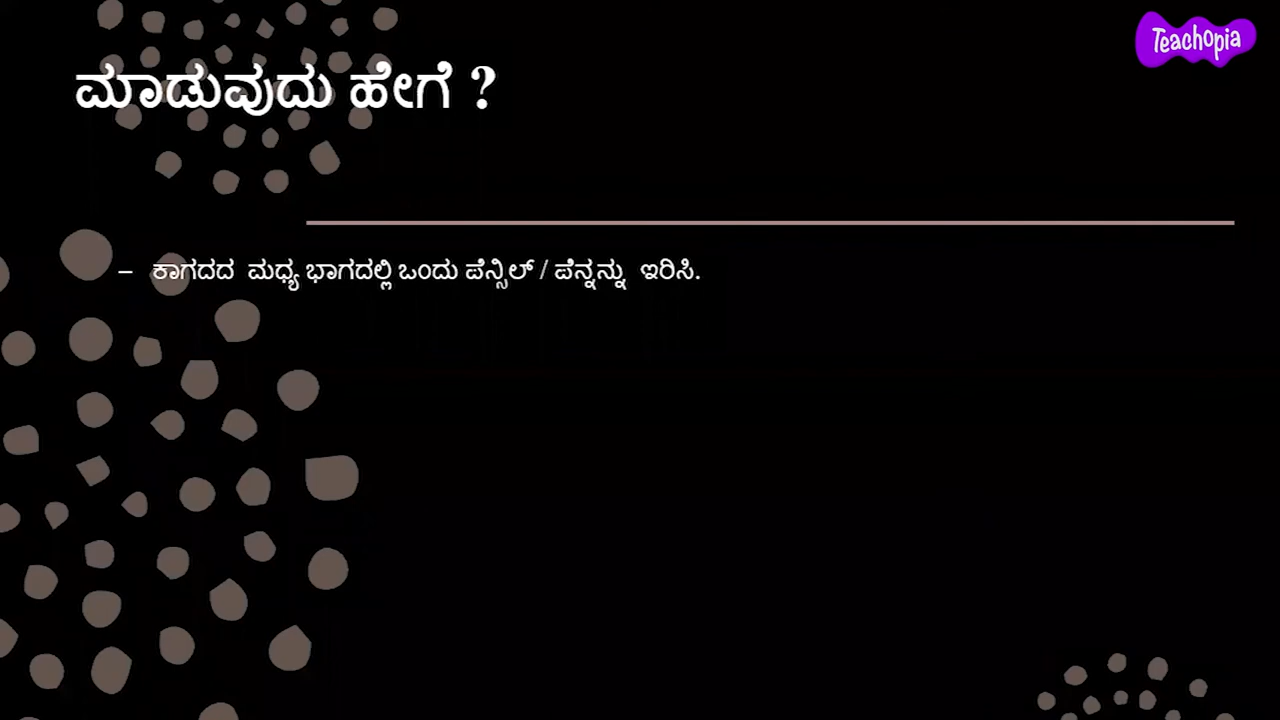 Teachopia
ಮಾಡುವುದು ಹೇಗೆ ?
– ಕಾಗದದ ಮಧ್ಯ ಭಾಗದಲ್ಲಿ ಒಂದು ಪೆನ್ಸಿಲ್ / ಪೆನ್ನನ್ನು ಇರಿಸಿ.